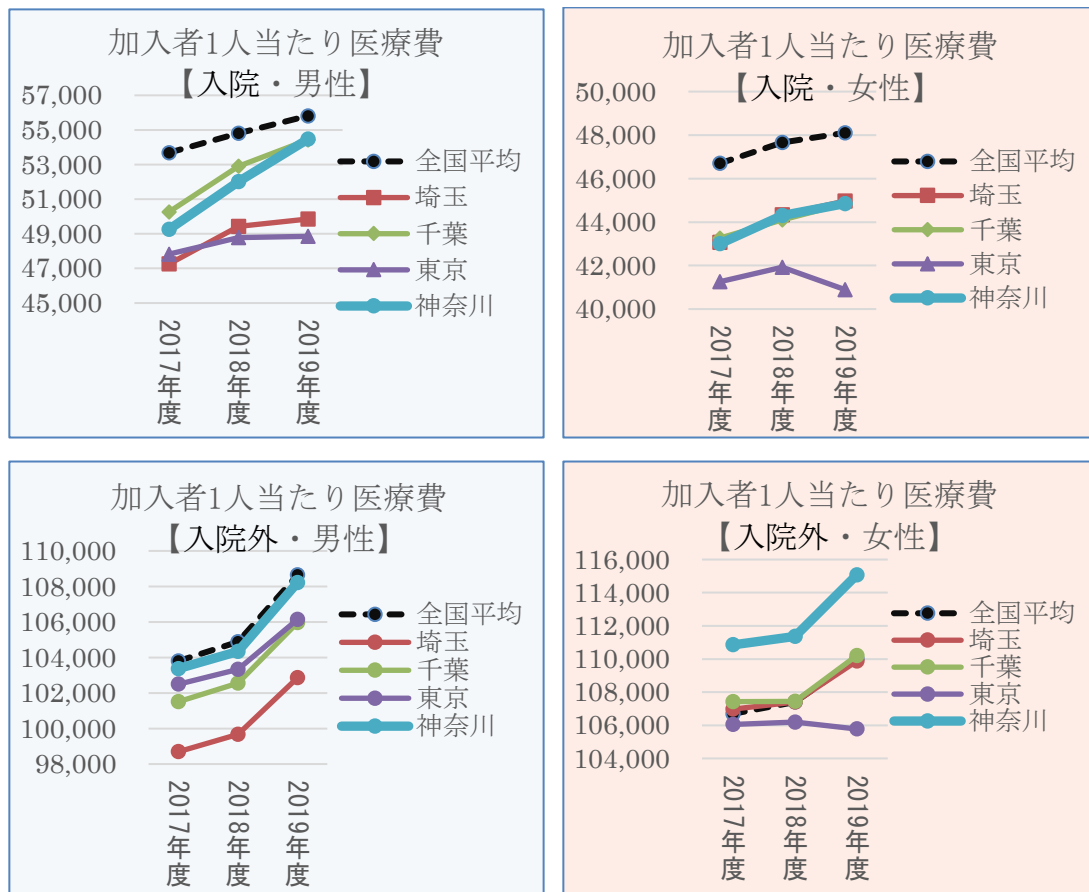 加入者1人当たり医療費
【入院・男性】
57,000
55,000
53,000
51,000
49,000
47,000
45,000
2017年度
2018年度
2019年度
全国平均
埼玉
千葉
東京
神奈川
加入者1人当たり医療費
【入院・女性】
50,000
48,000
46,000
44,000
42,000
40,000
2017年度
2018年度
2019年度
全国平均
埼玉
千葉
東京
神奈川
加入者1人当たり医療費
【入院外・男性】
110,000
108,000
106,000
104,000
102,000
100,000
98,000
2017年度
2018年度
2019年度
全国平均
埼玉
千葉
東京
神奈川
加入者1人当たり医療費
【入院外・女性】
116,000
114,000
112,000
110,000
108,000
106,000
104,000
2017年度
2018年度
2019年度
全国平均
埼玉
千葉
東京
神奈川